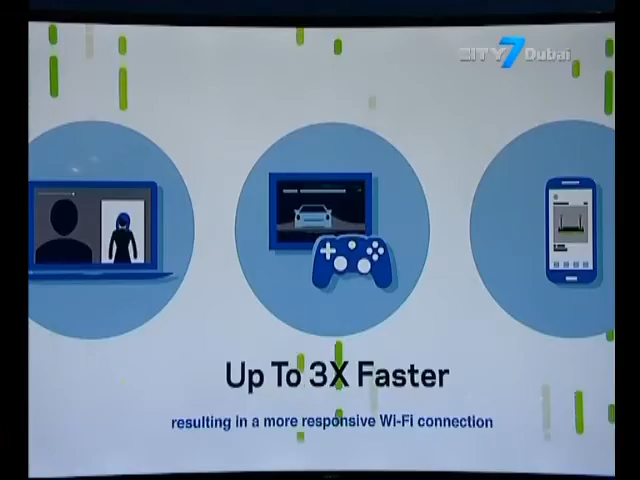 CITY7 Dubai
Up To 3X Faster
resulting in a more responsive Wi-Fi connection